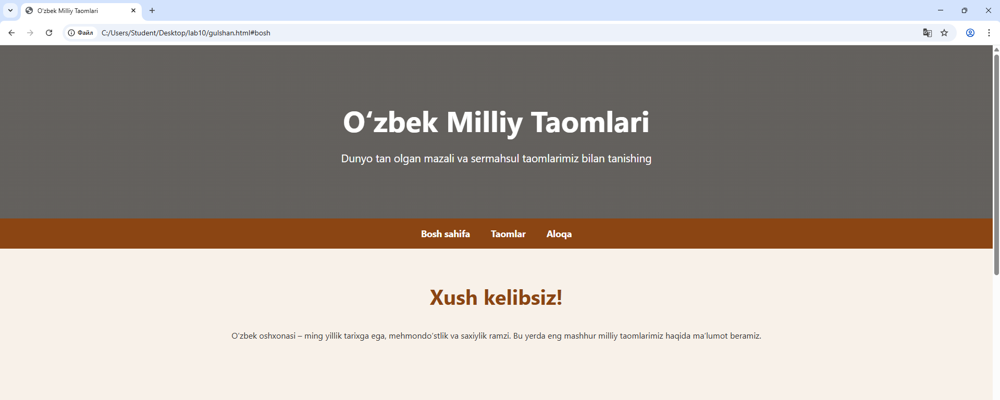 O‘zbek Milliy Taomlari
Файл
C:/Users/Student/Desktop/lab10/gulshan.html#bosh
O‘zbek Milliy Taomlari
Dunyo tan olgan mazali va sermahsul taomlarimiz bilan tanishing
Bosh sahifa Taomlar Aloqa
Xush kelibsiz!
O‘zbek oshxonasi – ming yillik tarixga ega, mehmondo‘stlik va saxiylik ramzi. Bu yerda eng mashhur milliy taomlarimiz haqida ma’lumot beramiz.